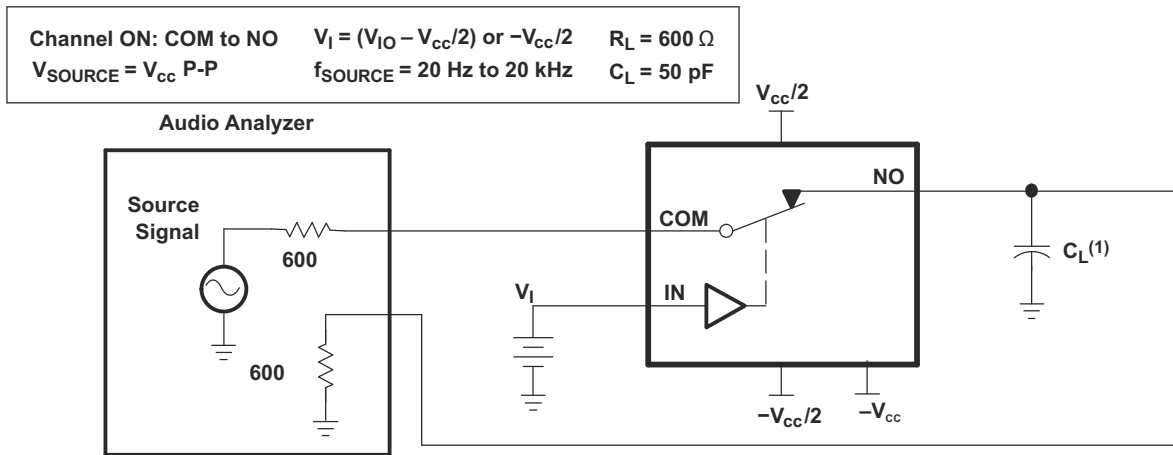 Channel ON: COM to NO V_I = (V_IO – V_cc/2) or –V_cc/2 R_L = 600 Ω
V_SOURCE = V_cc P-P f_SOURCE = 20 Hz to 20 kHz C_L = 50 pF
Audio Analyzer
V_cc/2
NO
Source
Signal
COM
600
C_L(1)
V_I
IN
600
–V_cc/2
–V_cc